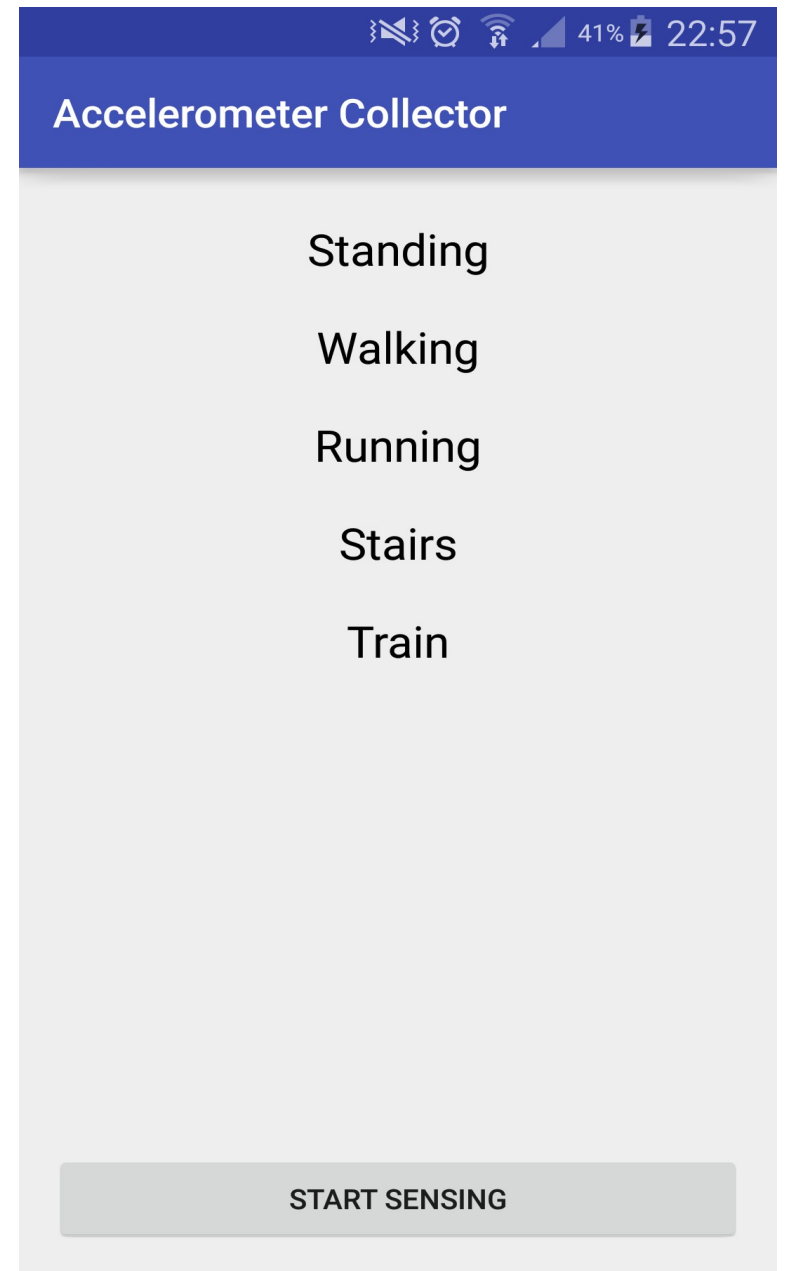 41% 22:57
Accelerometer Collector
Standing
Walking
Running
Stairs
Train
START SENSING